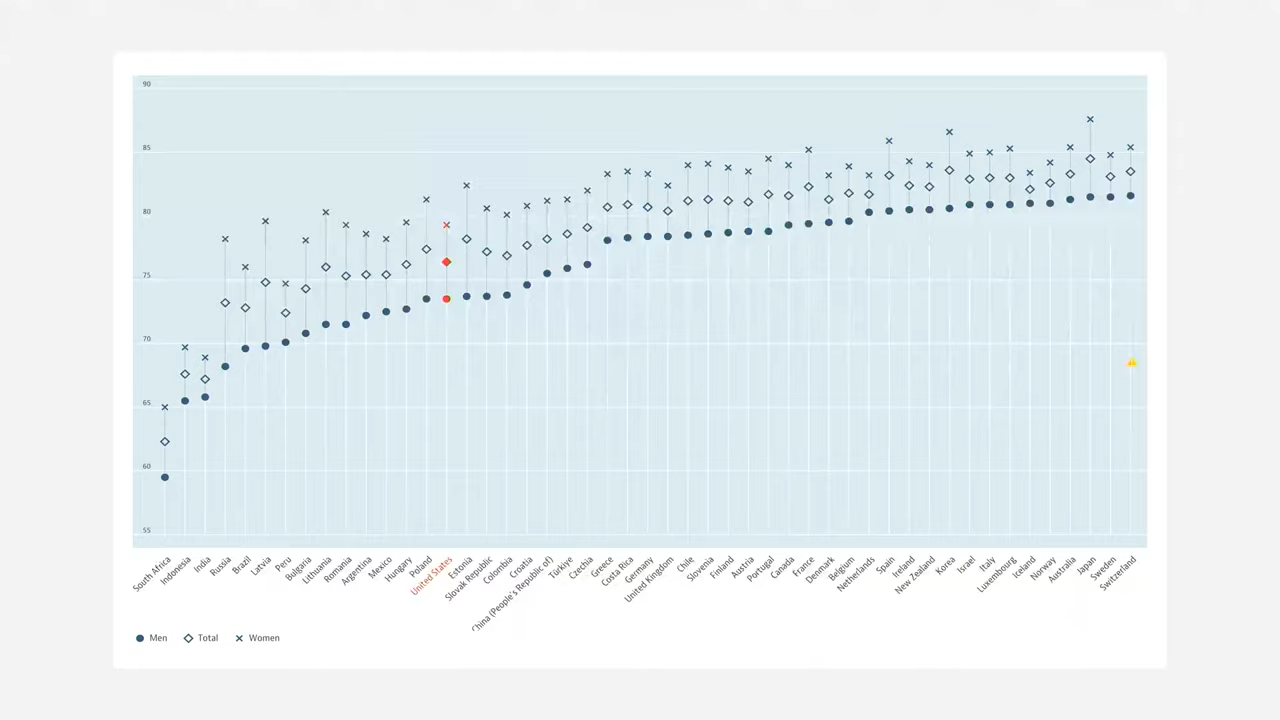 90
85
80
75
70
65
60
55
South Africa
Indonesia
India
Russia
Brazil
Latvia
Peru
Bulgaria
Lithuania
Romania
Argentina
Mexico
Hungary
Poland
United States
Estonia
Slovak Republic
Colombia
Croatia
China (People's Republic of)
Türkiye
Czechia
Greece
Costa Rica
Germany
United Kingdom
Chile
Slovenia
Finland
Austria
Portugal
Canada
France
Denmark
Belgium
Netherlands
Spain
Ireland
New Zealand
Korea
Israel
Italy
Luxembourg
Iceland
Norway
Australia
Japan
Sweden
Switzerland
Men Total Women